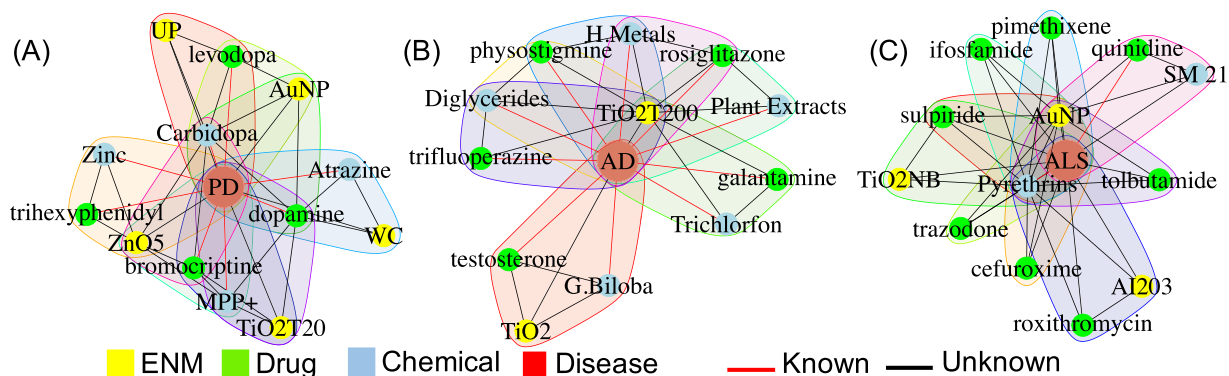 (A)
UP
levodopa
AuNP
Carbidopa
Zinc
Atrazine
PD
trihexyphenidyl
dopamine
ZnO5
WC
bromocriptine
MPP+
TiO2T20
(B)
H.Metals
physostigmine
rosiglitazone
Diglycerides
Plant Extracts
TiO2T200
trifluoperazine
AD
galantamine
Trichlorfon
testosterone
G.Biloba
TiO2
(C)
pimethixene
ifosfamide
quinidine
SM 21
sulpiride
AuNP
ALS
TiO2NB
Pyrethrins
tolbutamide
trazodone
cefuroxime
AI203
roxithromycin
ENM Drug Chemical Disease Known Unknown